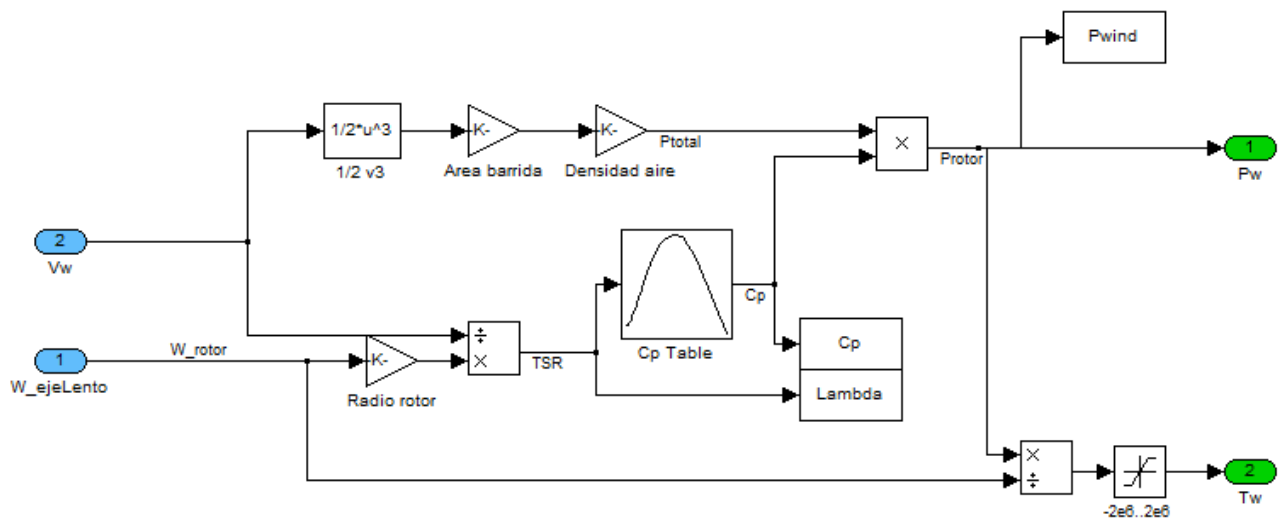 Pwind
1/2*u^3
1/2 v3
K-
Area barrida
K-
Densidad aire
Ptotal
×
Protor
1
Pw
2
Vw
Cp
Cp Table
÷
×
TSR
Cp
Lambda
W_rotor
1
W_ejeLento
K-
Radio rotor
×
÷
-2e6..2e6
2
Tw